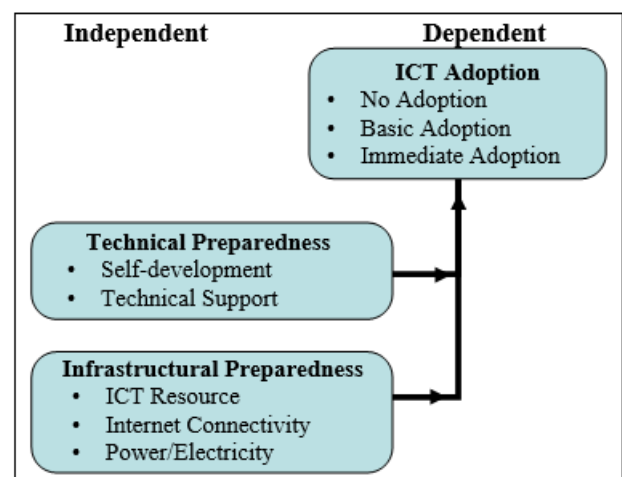 Independent
Dependent
ICT Adoption
• No Adoption
• Basic Adoption
• Immediate Adoption
Technical Preparedness
• Self-development
• Technical Support
Infrastructural Preparedness
• ICT Resource
• Internet Connectivity
• Power/Electricity